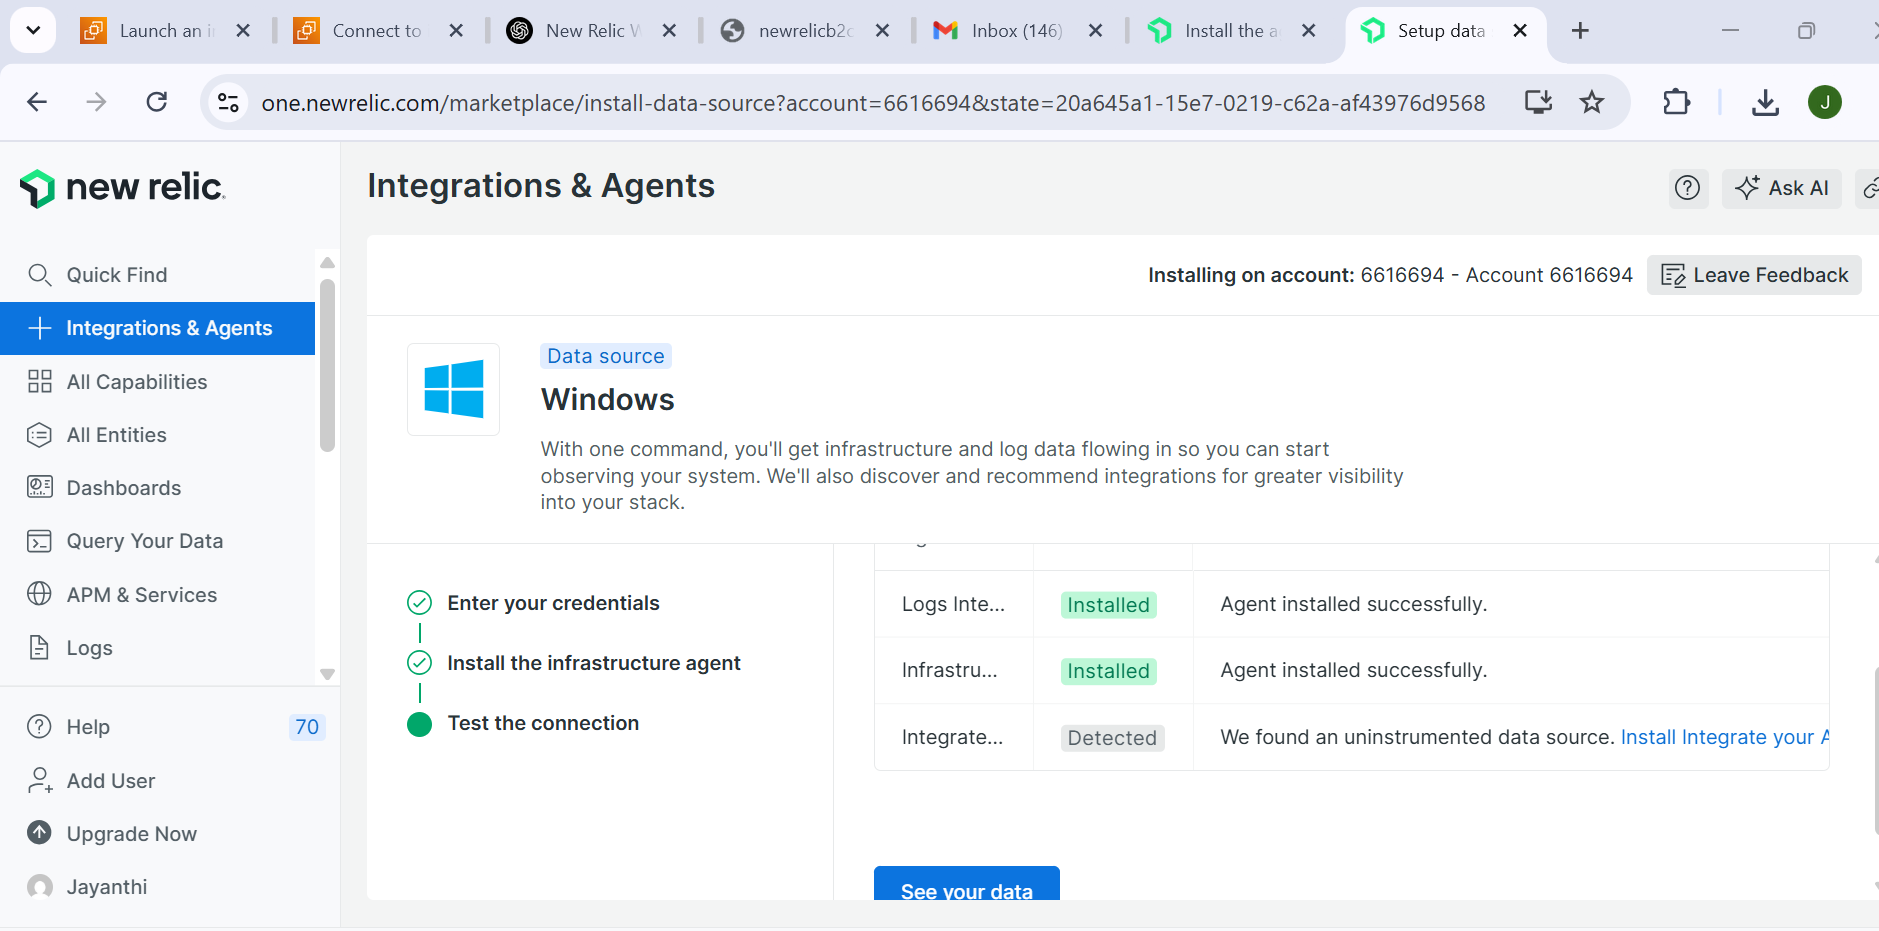 Launch an i
Connect to
New Relic W
newrelicb2c
Inbox (146)
Install the a
Setup data
one.newrelic.com/marketplace/install-data-source?account=6616694&state=20a645a1-15e7-0219-c62a-af43976d9568
J
new relic
Integrations & Agents
Ask AI
Quick Find
Integrations & Agents
All Capabilities
All Entities
Dashboards
Query Your Data
APM & Services
Logs
Help 70
Add User
Upgrade Now
Jayanthi
Installing on account: 6616694 - Account 6616694
Leave Feedback
Data source
Windows
With one command, you'll get infrastructure and log data flowing in so you can start
observing your system. We'll also discover and recommend integrations for greater visibility
into your stack.
Enter your credentials
Install the infrastructure agent
Test the connection
Logs Inte... Installed Agent installed successfully.
Infrastru... Installed Agent installed successfully.
Integrate... Detected We found an uninstrumented data source. Install Integrate your A
See your data